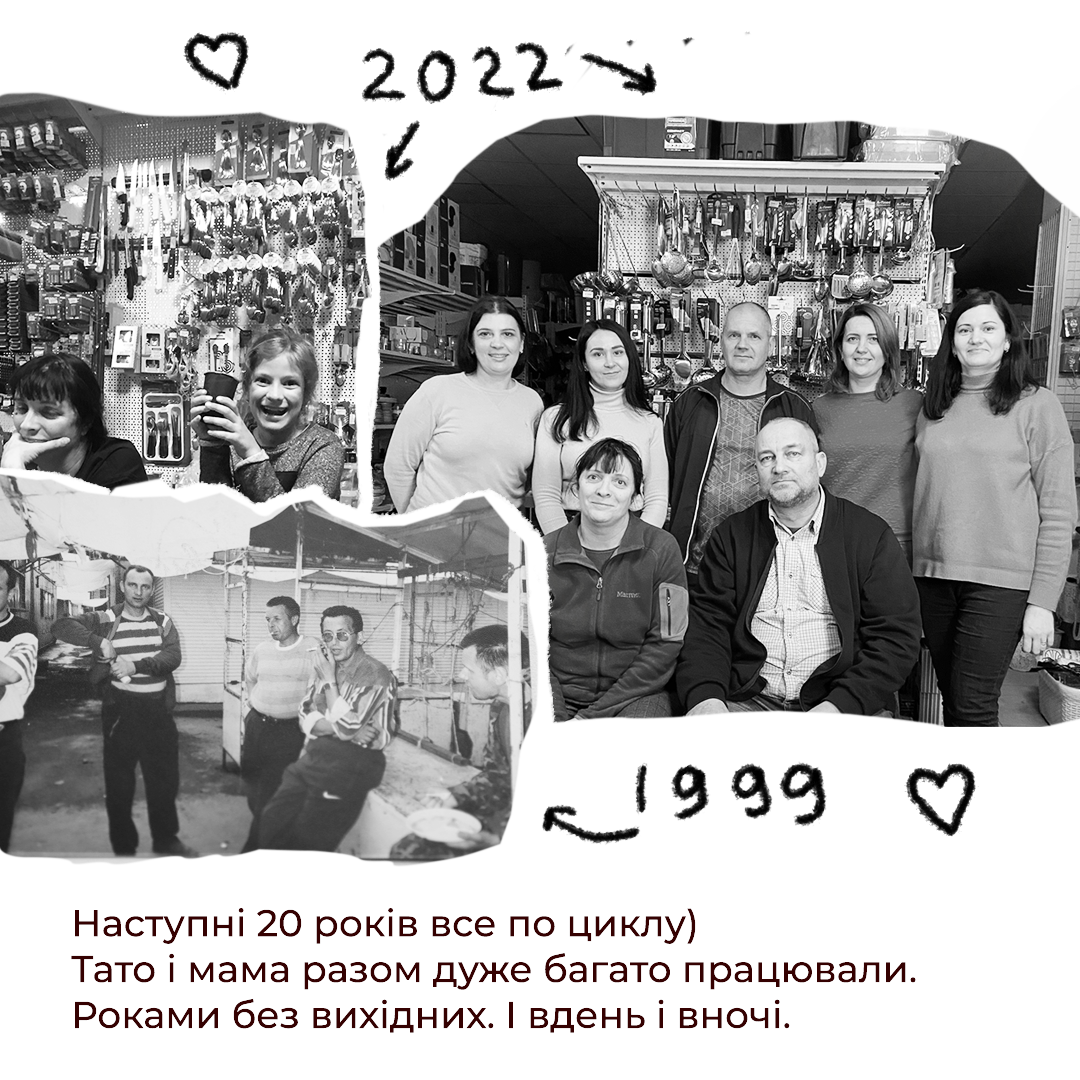 2022
Marmot
1999
Наступні 20 років все по циклу)
Тато і мама разом дуже багато працювали.
Роками без вихідних. І вдень і вночі.